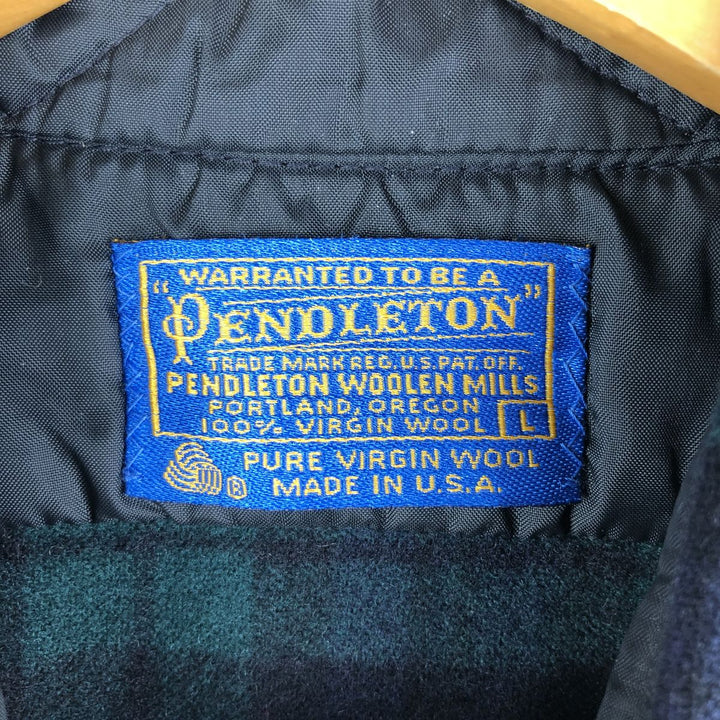 WARRANTED TO BE A
"PENDLETON"
TRADE MARK REG. U.S. PAT. OFF.
PENDLETON WOOLEN MILLS
PORTLAND, OREGON
100% VIRGIN WOOL L
PURE VIRGIN WOOL
® MADE IN U.S.A.